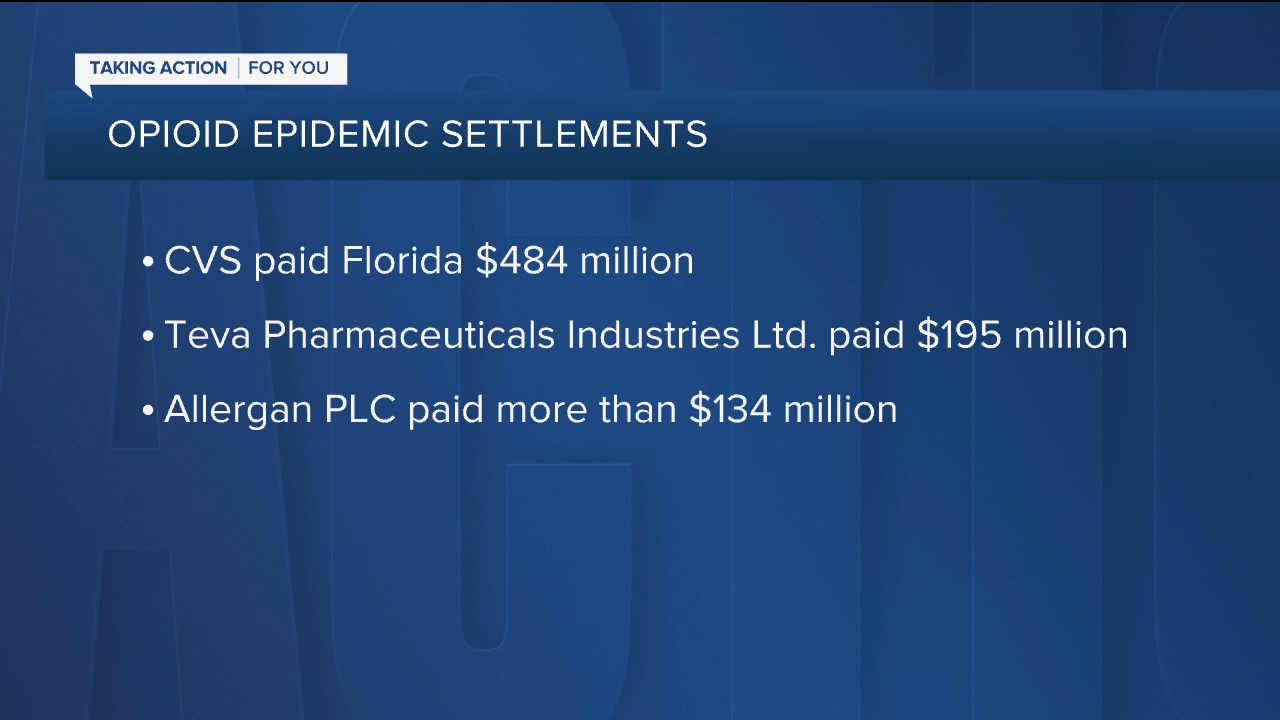 TAKING ACTION | FOR YOU
OPIOID EPIDEMIC SETTLEMENTS
• CVS paid Florida $484 million
• Teva Pharmaceuticals Industries Ltd. paid $195 million
• Allergan PLC paid more than $134 million